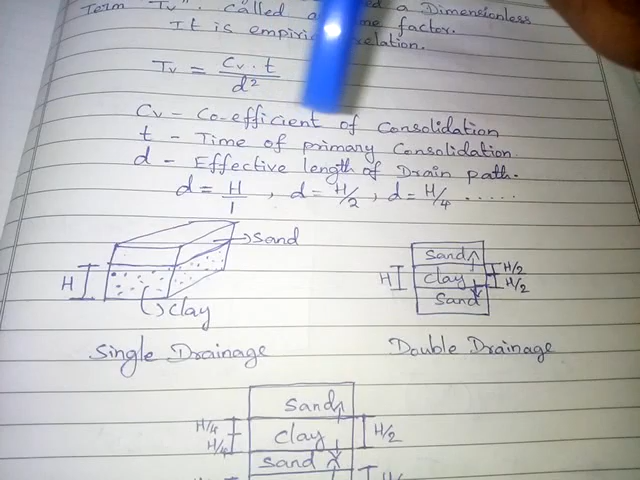 Term "Tv". called a Dimensionless
factor.
It is empiri relation.
Tv = Cv . t / d²
Cv - Co-efficient of Consolidation
t - Time of primary Consolidation
d - Effective length of Drain path.
d = H/1 , d = H/2 , d = H/4 .....
Sand
H
clay
Single Drainage
Sand
H clay H/2
H/2
Sand
Double Drainage
Sand
H/4
H/4 clay H/2
Sand